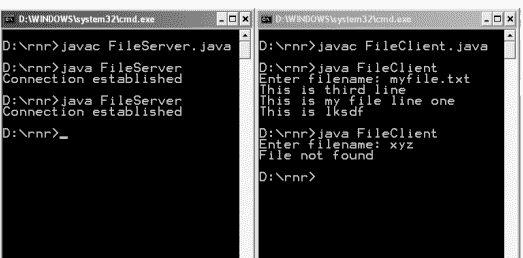 D:\WINDOWS\system32\cmd.exe
D:\rnr>javac FileServer.java
D:\rnr>java FileServer
Connection established
D:\rnr>java FileServer
Connection established
D:\rnr>_
D:\WINDOWS\system32\cmd.exe
D:\rnr>javac FileClient.java
D:\rnr>java FileClient
Enter filename: myfile.txt
This is third line
This is my file line one
This is lksdf
D:\rnr>java FileClient
Enter filename: xyz
File not found
D:\rnr>